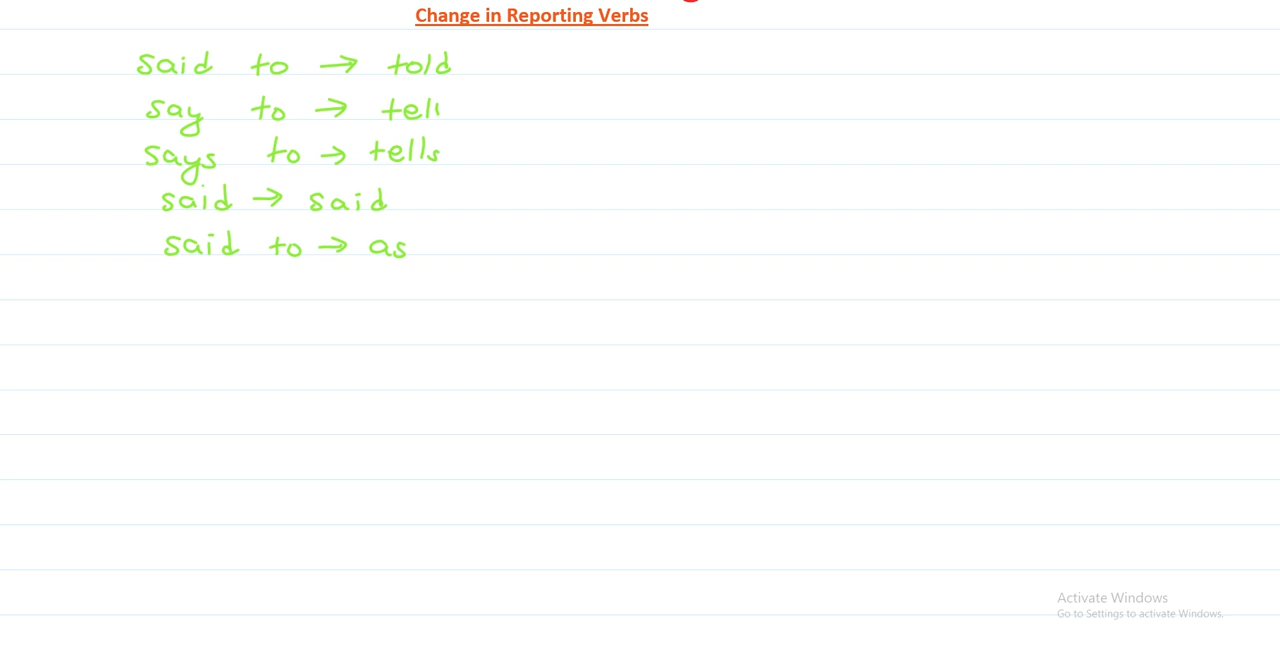 Change in Reporting Verbs
said to → told
say to → tell
says to → tells
said → said
said to → as
Activate Windows
Go to Settings to activate Windows.